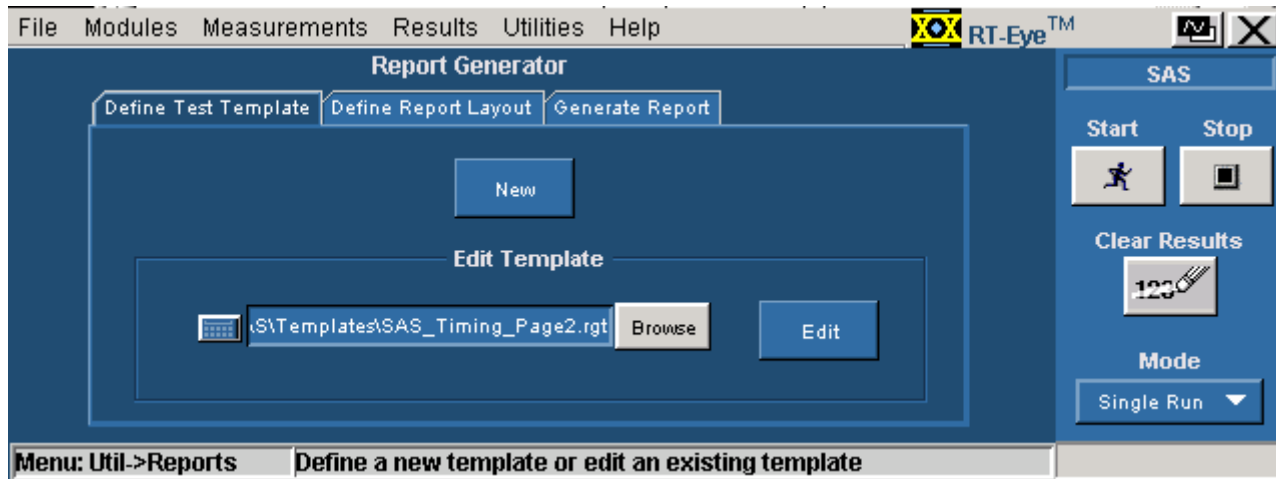 File Modules Measurements Results Utilities Help RT-Eye™
Report Generator
SAS
Define Test Template Define Report Layout Generate Report
Start Stop
New
Clear Results
123
Edit Template
.S\Templates\SAS_Timing_Page2.rgt Browse Edit
Mode
Single Run
Menu: Util->Reports Define a new template or edit an existing template